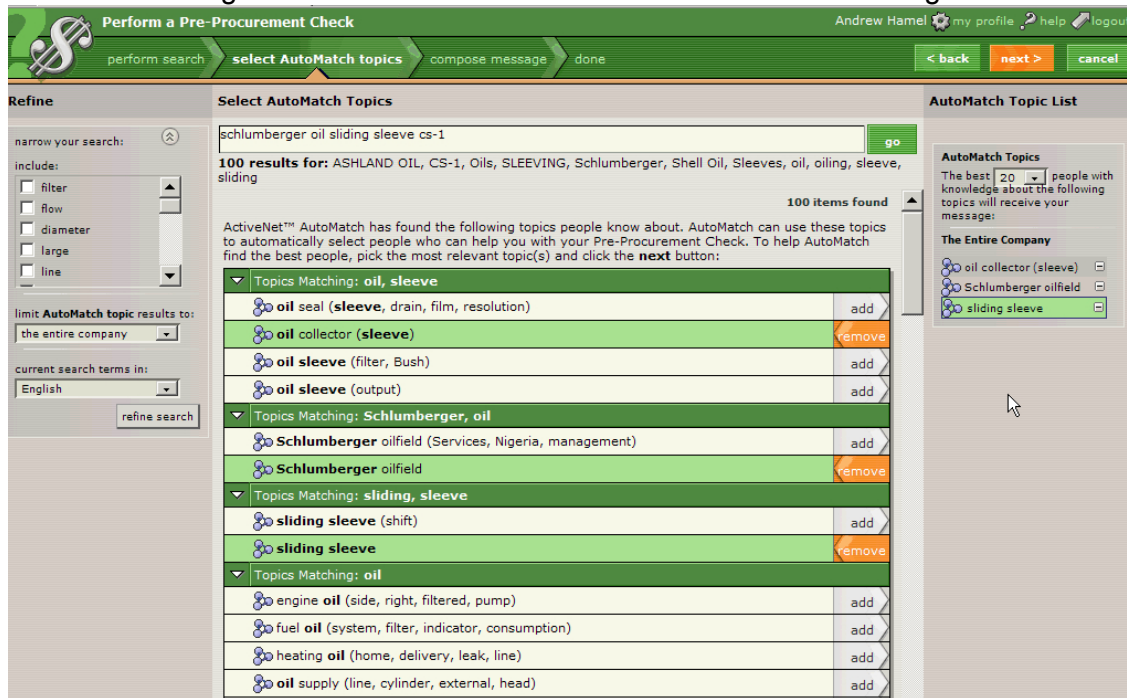 Perform a Pre-Procurement Check
Andrew Hamel my profile help logout
perform search select AutoMatch topics compose message done
< back next > cancel
Refine
narrow your search:
include:
filter
flow
diameter
large
line
limit AutoMatch topic results to:
the entire company
current search terms in:
English
refine search
Select AutoMatch Topics
schlumberger oil sliding sleeve cs-1
go
100 results for: ASHLAND OIL, CS-1, Oils, SLEEVING, Schlumberger, Shell Oil, Sleeves, oil, oiling, sleeve,
sliding
100 items found
ActiveNet™ AutoMatch has found the following topics people know about. AutoMatch can use these topics
to automatically select people who can help you with your Pre-Procurement Check. To help AutoMatch
find the best people, pick the most relevant topic(s) and click the next button:
Topics Matching: oil, sleeve
oil seal (sleeve, drain, film, resolution) add
oil collector (sleeve) remove
oil sleeve (filter, Bush) add
oil sleeve (output) add
Topics Matching: Schlumberger, oil
Schlumberger oilfield (Services, Nigeria, management) add
Schlumberger oilfield remove
Topics Matching: sliding, sleeve
sliding sleeve (shift) add
sliding sleeve remove
Topics Matching: oil
engine oil (side, right, filtered, pump) add
fuel oil (system, filter, indicator, consumption) add
heating oil (home, delivery, leak, line) add
oil supply (line, cylinder, external, head) add
AutoMatch Topic List
AutoMatch Topics
The best 20 people with
knowledge about the following
topics will receive your
message:
The Entire Company
oil collector (sleeve)
Schlumberger oilfield
sliding sleeve